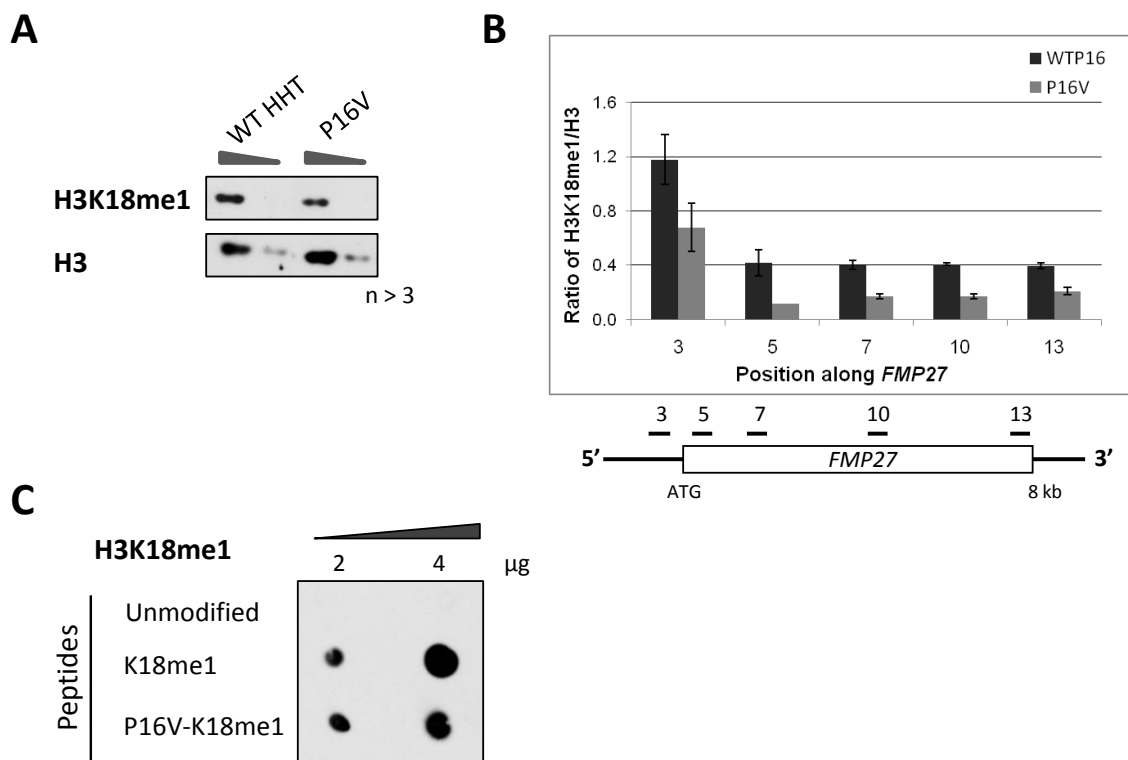 A
WT HHT
P16V
H3K18me1
H3
n > 3
B
WTP16
P16V
Ratio of H3K18me1/H3
1.6
1.2
0.8
0.4
0.0
3 5 7 10 13
Position along FMP27
3 5 7 10 13
5’ FMP27 3’
ATG 8 kb
C
H3K18me1
2 4 µg
Peptides
Unmodified
K18me1
P16V-K18me1